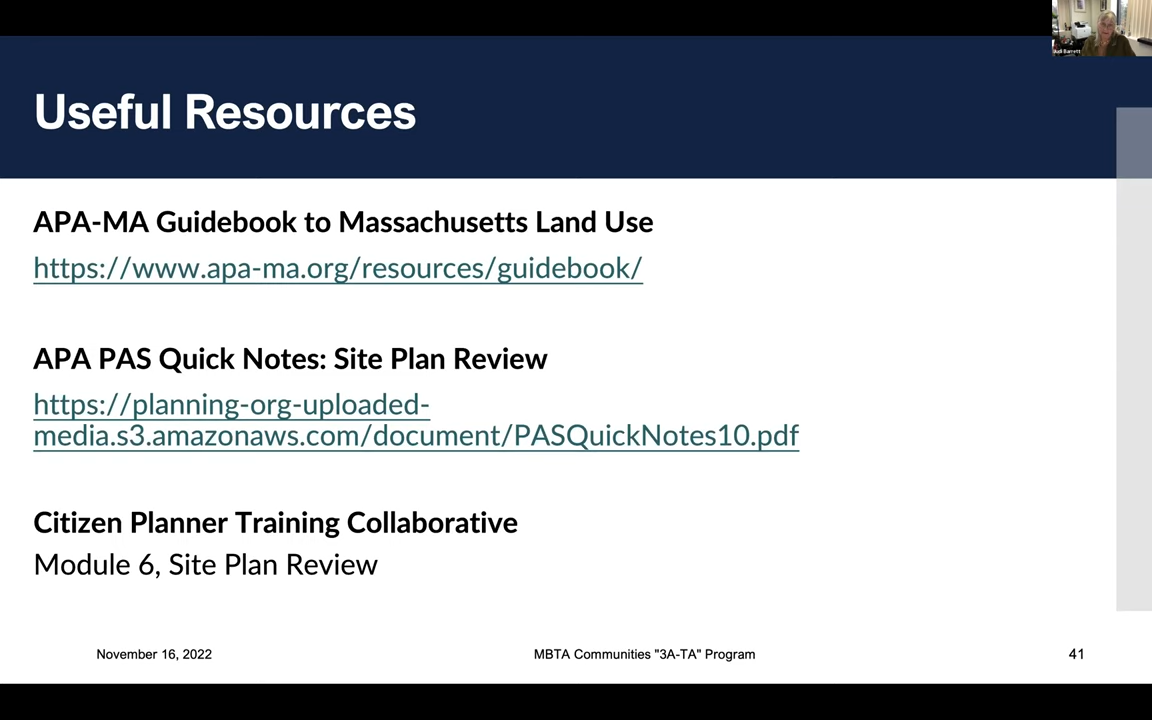 Judi Barrett
Useful Resources
APA-MA Guidebook to Massachusetts Land Use
https://www.apa-ma.org/resources/guidebook/
APA PAS Quick Notes: Site Plan Review
https://planning-org-uploaded-
media.s3.amazonaws.com/document/PASQuickNotes10.pdf
Citizen Planner Training Collaborative
Module 6, Site Plan Review
November 16, 2022
MBTA Communities "3A-TA" Program
41